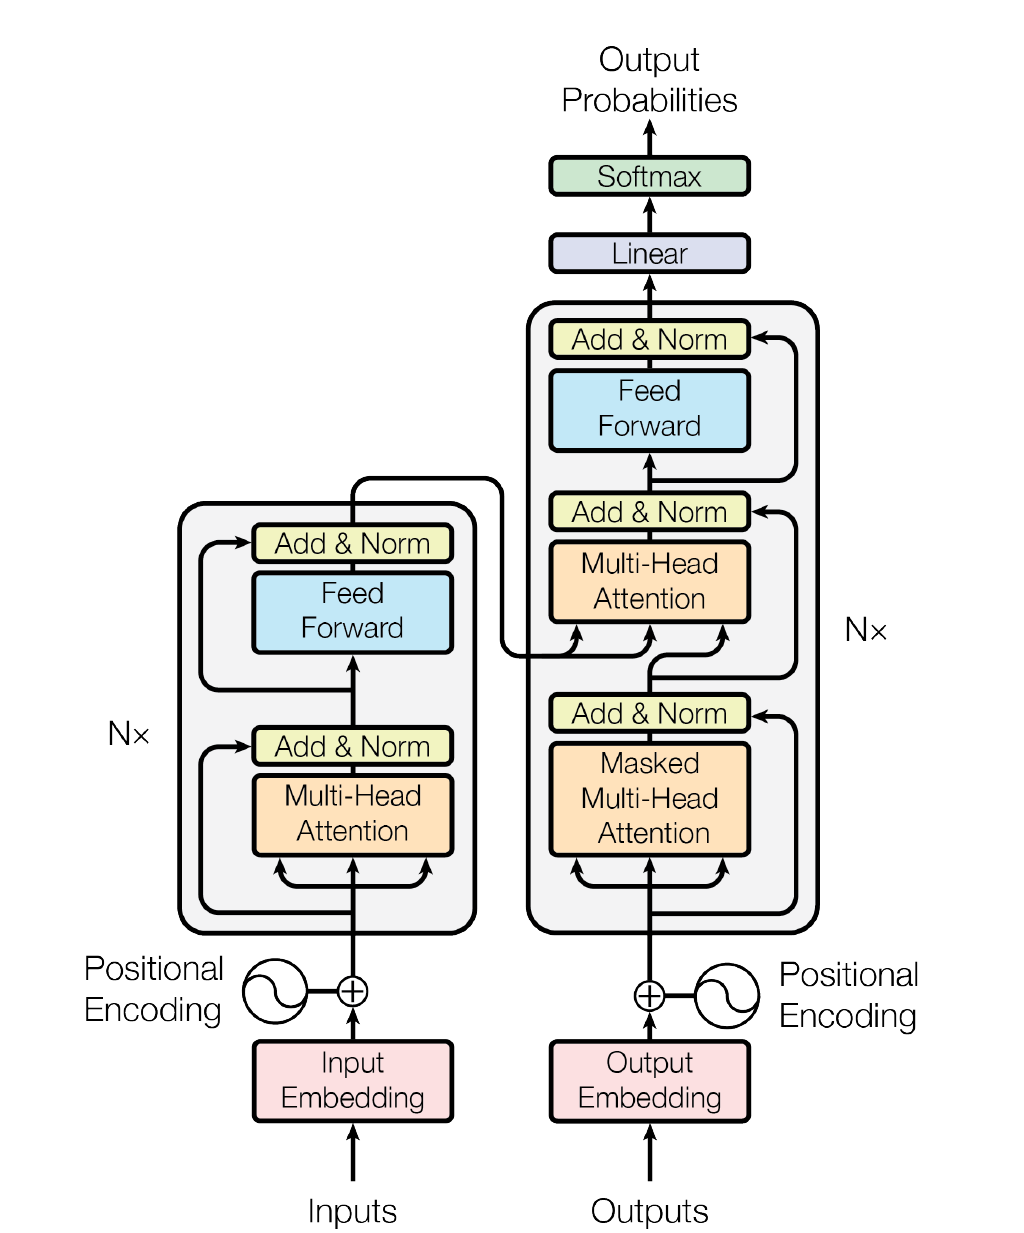 Output
Probabilities
Softmax
Linear
Add & Norm
Feed
Forward
Add & Norm
Multi-Head
Attention
Add & Norm
Masked
Multi-Head
Attention
Nx
Add & Norm
Feed
Forward
Add & Norm
Multi-Head
Attention
Nx
Positional
Encoding
Positional
Encoding
Input
Embedding
Output
Embedding
Inputs
Outputs